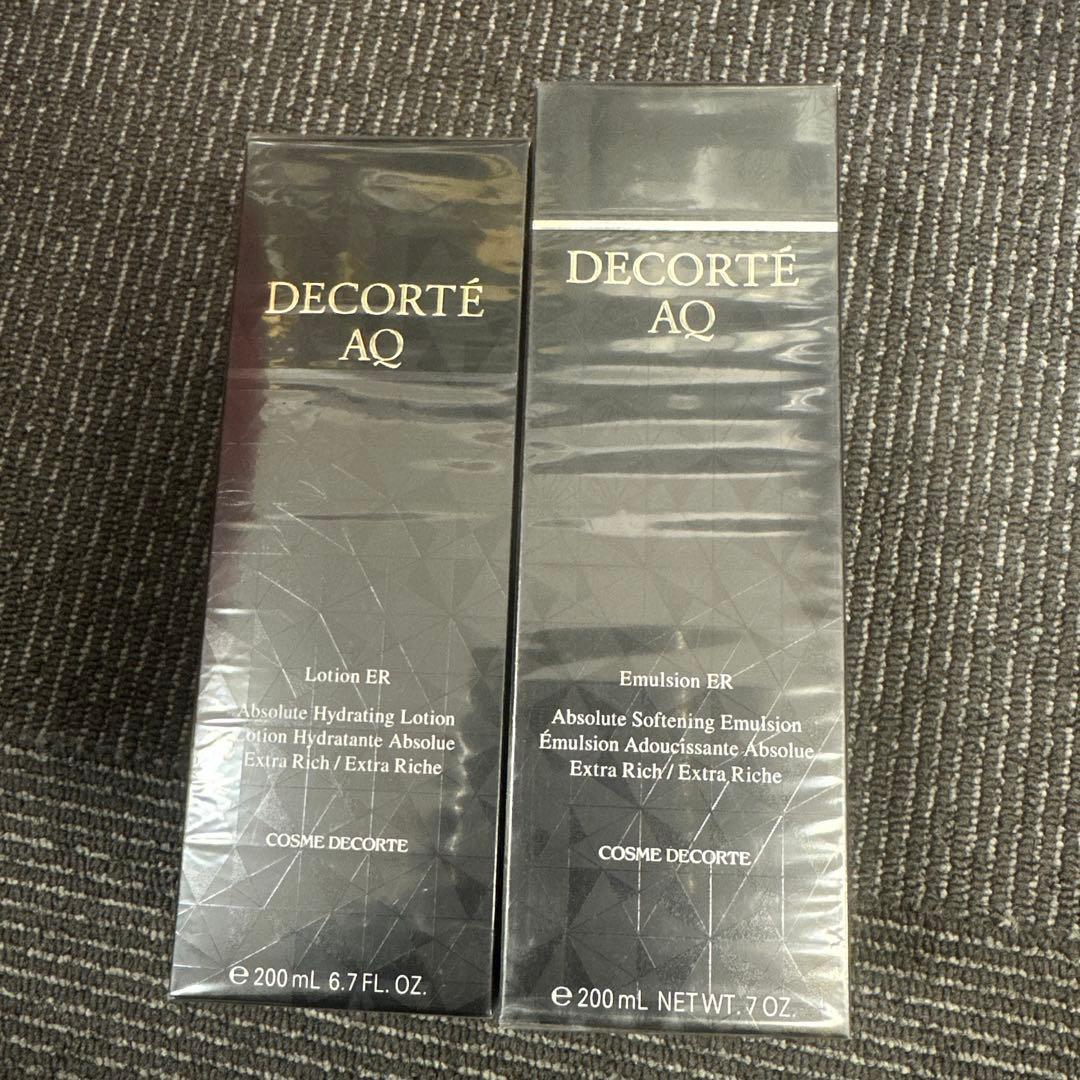 DECORTÉ
AQ
Lotion ER
Absolute Hydrating Lotion
Lotion Hydratante Absolue
Extra Rich / Extra Riche
COSME DECORTE
℮ 200 mL 6.7 FL. OZ.
DECORTÉ
AQ
Emulsion ER
Absolute Softening Emulsion
Émulsion Adoucissante Absolue
Extra Rich / Extra Riche
COSME DECORTE
℮ 200 mL NET WT. 7 OZ.